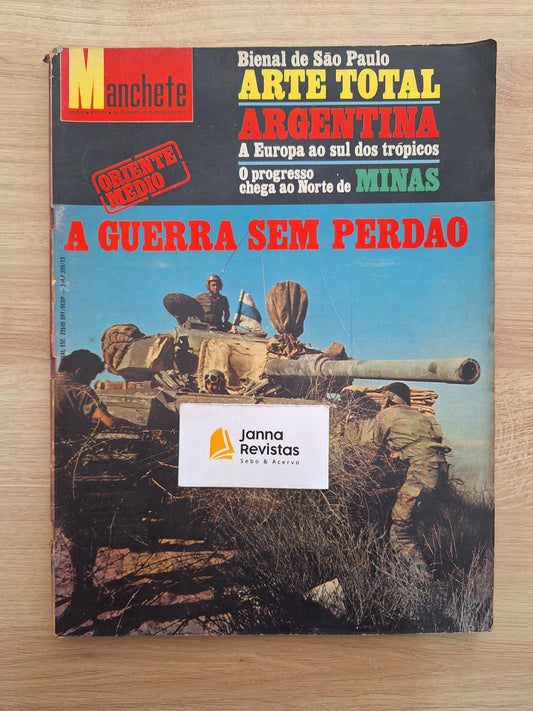 Manchete
Bienal de São Paulo
ARTE TOTAL
ARGENTINA
A Europa ao sul dos trópicos
O progresso
chega ao Norte de MINAS
ORIENTE
MÉDIO
A GUERRA SEM PERDÃO
Janna
Revistas
Sebo & Acervo